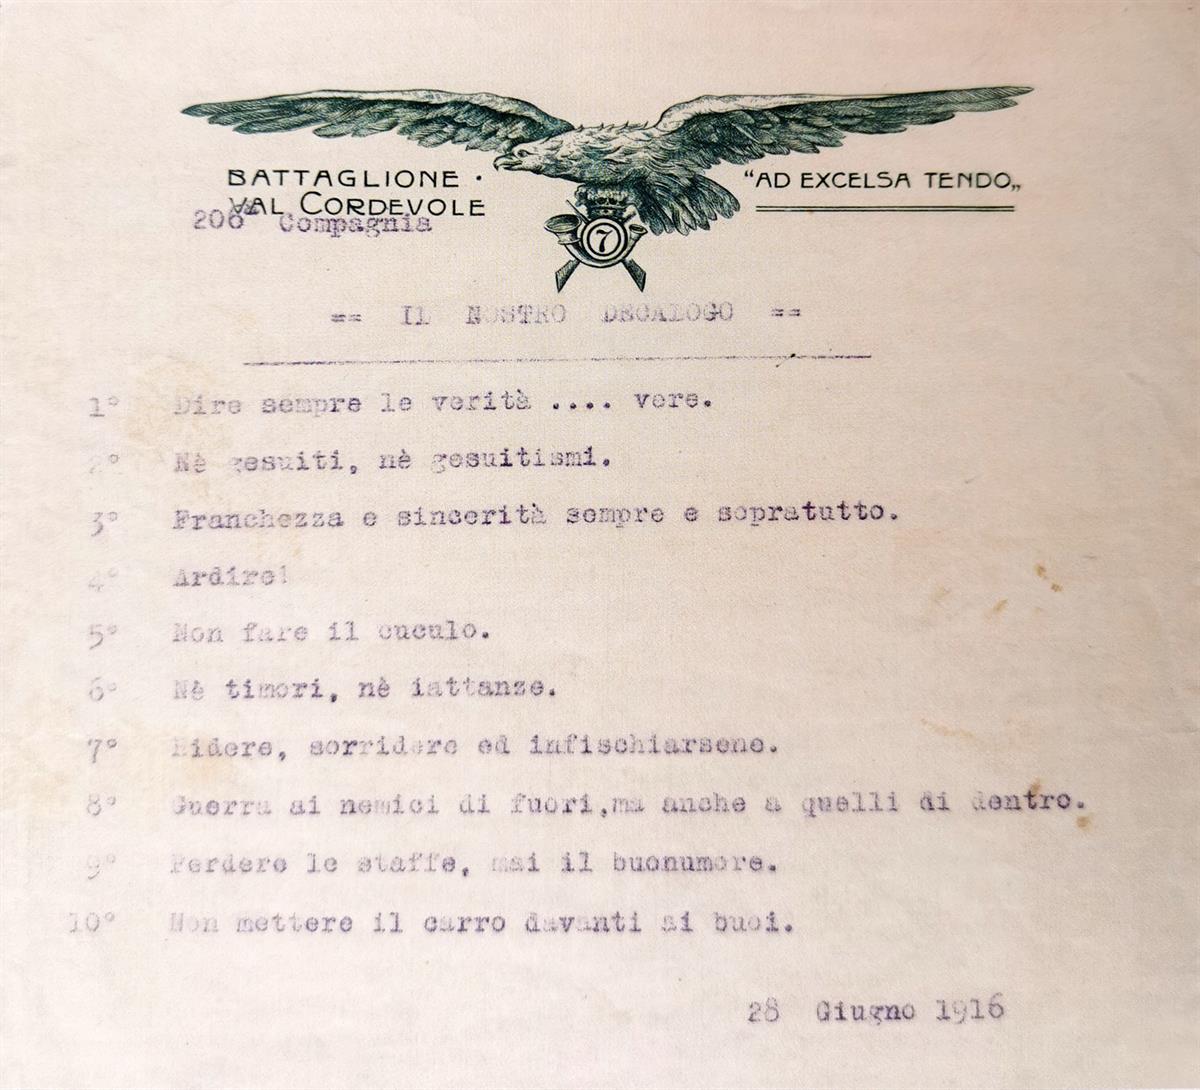 BATTAGLIONE ·
VAL CORDEVOLE
"AD EXCELSA TENDO„
206ª Compagnia
7
== IL NOSTRO DECALOGO ==
1° Dire sempre le verità .... vere.
2° Nè gesuiti, nè gesuitismi.
3° Franchezza e sincerità sempre e sopratutto.
4° Ardire!
5° Non fare il cuculo.
6° Nè timori, nè iattanze.
7° Ridere, sorridere ed infischiarsene.
8° Guerra ai nemici di fuori,ma anche a quelli di dentro.
9° Perdere le staffe, mai il buonumore.
10° Non mettere il carro davanti ai buoi.
28 Giugno 1916